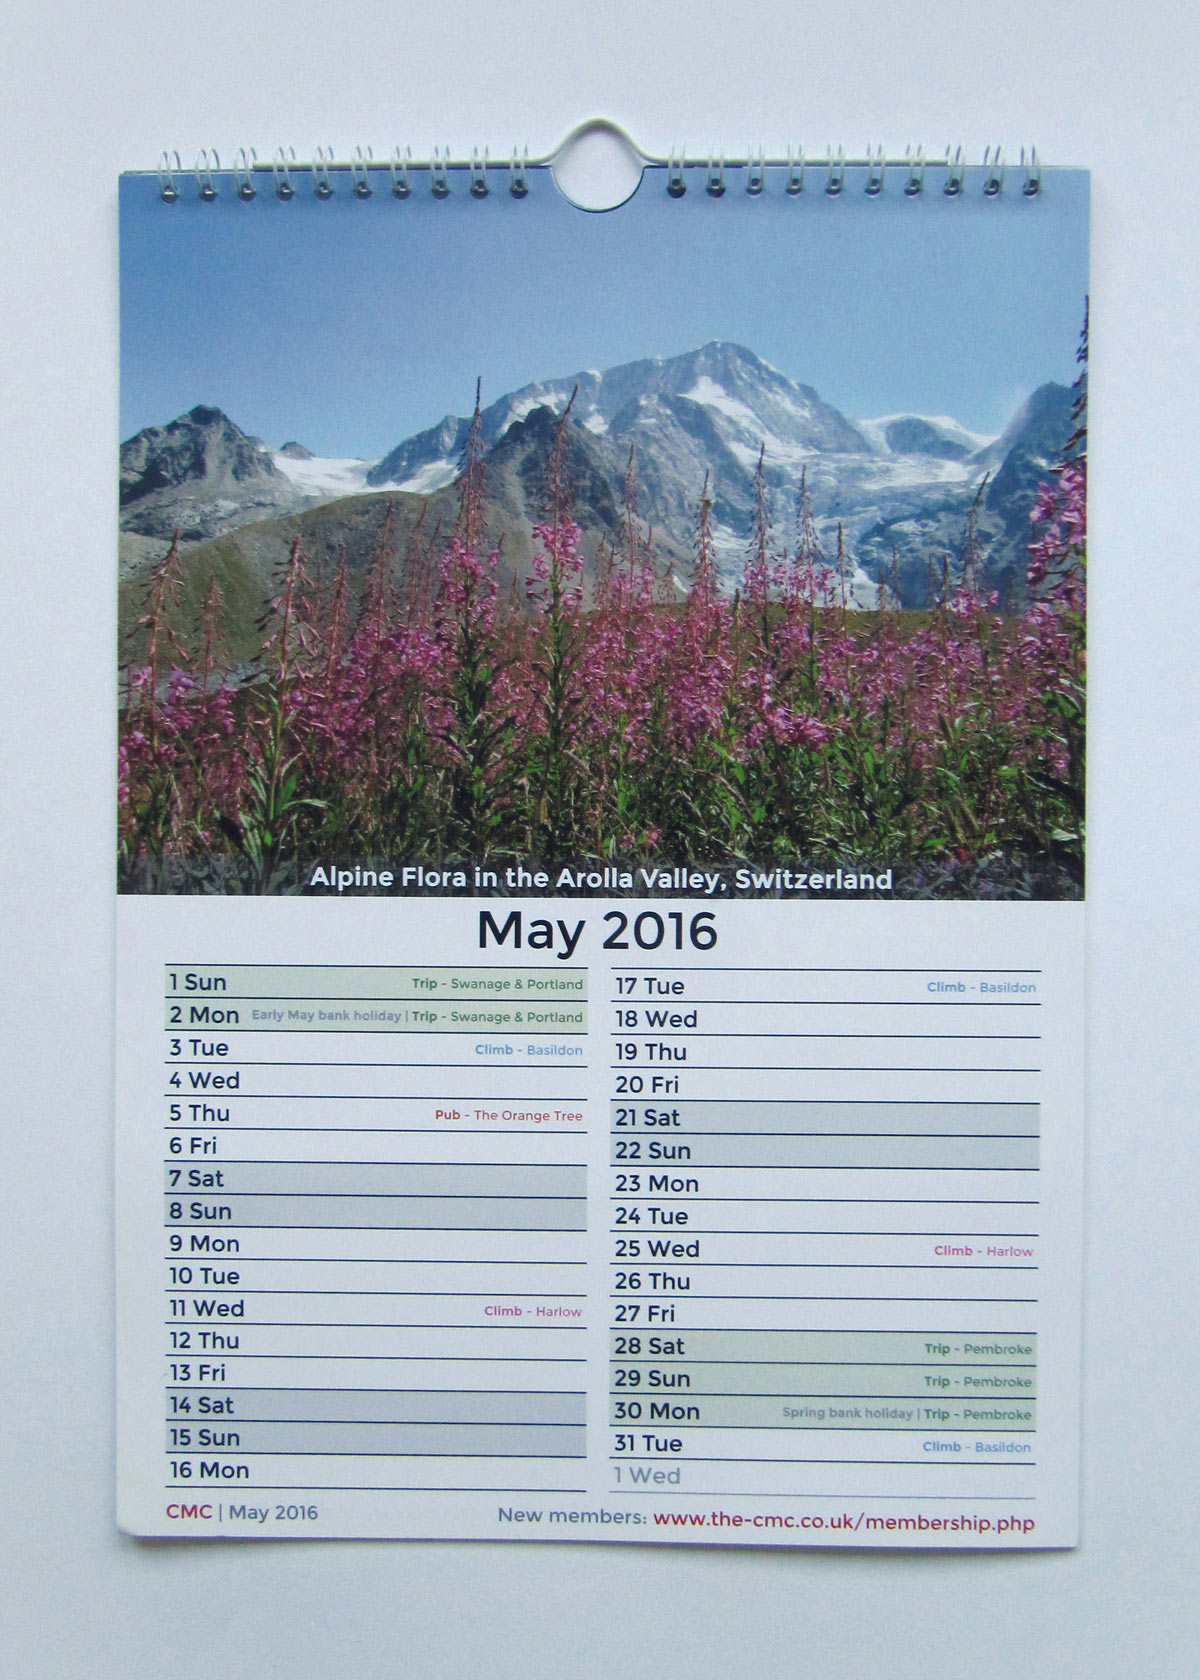 Alpine Flora in the Arolla Valley, Switzerland
May 2016
1 Sun Trip - Swanage & Portland
2 Mon Early May bank holiday | Trip - Swanage & Portland
3 Tue Climb - Basildon
4 Wed
5 Thu Pub - The Orange Tree
6 Fri
7 Sat
8 Sun
9 Mon
10 Tue
11 Wed Climb - Harlow
12 Thu
13 Fri
14 Sat
15 Sun
16 Mon
17 Tue Climb - Basildon
18 Wed
19 Thu
20 Fri
21 Sat
22 Sun
23 Mon
24 Tue
25 Wed Climb - Harlow
26 Thu
27 Fri
28 Sat Trip - Pembroke
29 Sun Trip - Pembroke
30 Mon Spring bank holiday | Trip - Pembroke
31 Tue Climb - Basildon
1 Wed
CMC | May 2016
New members: www.the-cmc.co.uk/membership.php